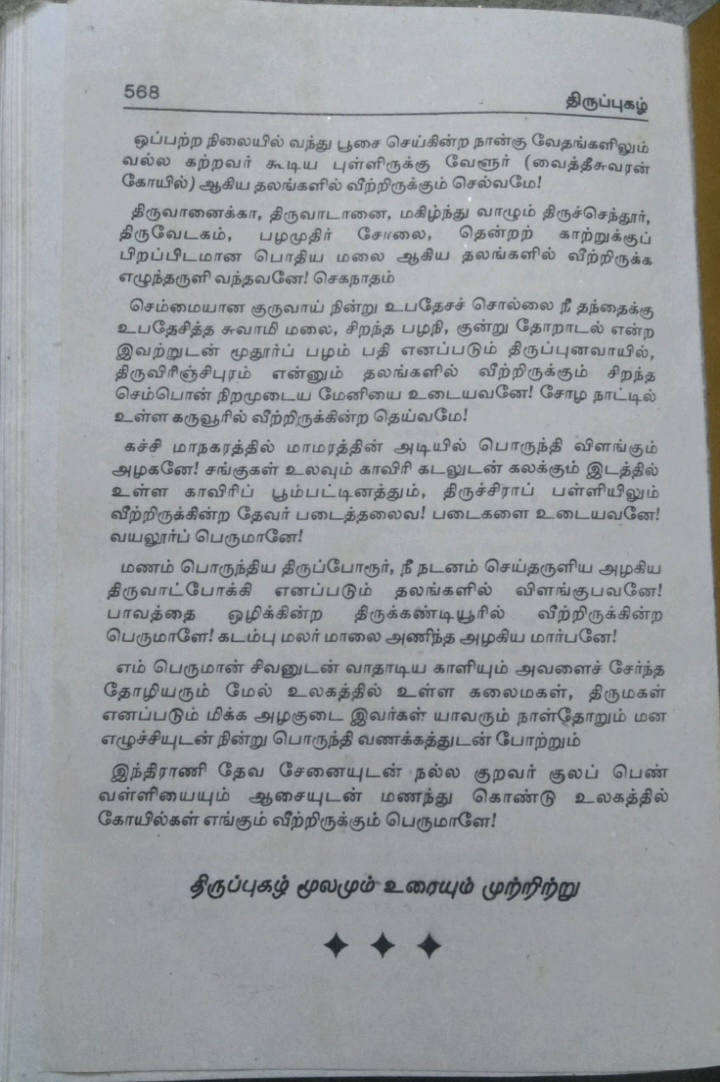 568
திருப்புகழ்
ஒப்பற்ற நிலையில் வந்து பூசை செய்கின்ற நான்கு வேதங்களிலும்
வல்ல கற்றவர் கூடிய புள்ளிருக்கு வேளூர் (வைத்தீசுவரன்
கோயில்) ஆகிய தலங்களில் வீற்றிருக்கும் செல்வமே!
திருவானைக்கா, திருவாடானை, மகிழ்ந்து வாழும் திருச்செந்தூர்,
திருவேடகம், பழமுதிர் சோலை, தென்றற் காற்றுக்குப்
பிறப்பிடமான பொதிய மலை ஆகிய தலங்களில் வீற்றிருக்க
எழுந்தருளி வந்தவனே! செகநாதம்
செம்மையான குருவாய் நின்று உபதேசச் சொல்லை நீ தந்தைக்கு
உபதேசித்த சுவாமி மலை, சிறந்த பழநி, குன்று தோறாடல் என்ற
இவற்றுடன் மூதூர்ப் பழம் பதி எனப்படும் திருப்புனவாயில்,
திருவிரிஞ்சிபுரம் என்னும் தலங்களில் வீற்றிருக்கும் சிறந்த
செம்பொன் நிறமுடைய மேனியை உடையவனே! சோழ நாட்டில்
உள்ள கருவூரில் வீற்றிருக்கின்ற தெய்வமே!
கச்சி மாநகரத்தில் மாமரத்தின் அடியில் பொருந்தி விளங்கும்
அழகனே! சங்குகள் உலவும் காவிரி கடலுடன் கலக்கும் இடத்தில்
உள்ள காவிரிப் பூம்பட்டினத்தும், திருச்சிராப் பள்ளியிலும்
வீற்றிருக்கின்ற தேவர் படைத்தலைவ! படைகளை உடையவனே!
வயலூர்ப் பெருமானே!
மணம் பொருந்திய திருப்போரூர், நீ நடனம் செய்தருளிய அழகிய
திருவாட்போக்கி எனப்படும் தலங்களில் விளங்குபவனே!
பாவத்தை ஒழிக்கின்ற திருக்கண்டியூரில் வீற்றிருக்கின்ற
பெருமாளே! கடம்பு மலர் மாலை அணிந்த அழகிய மார்பனே!
எம் பெருமான் சிவனுடன் வாதாடிய காளியும் அவளைச் சேர்ந்த
தோழியரும் மேல் உலகத்தில் உள்ள கலைமகள், திருமகள்
எனப்படும் மிக்க அழகுடை இவர்கள் யாவரும் நாள்தோறும் மன
எழுச்சியுடன் நின்று பொருந்தி வணக்கத்துடன் போற்றும்
இந்திராணி தேவ சேனையுடன் நல்ல குறவர் குலப் பெண்
வள்ளியையும் ஆசையுடன் மணந்து கொண்டு உலகத்தில்
கோயில்கள் எங்கும் வீற்றிருக்கும் பெருமாளே!
திருப்புகழ் மூலமும் உரையும் முற்றிற்று